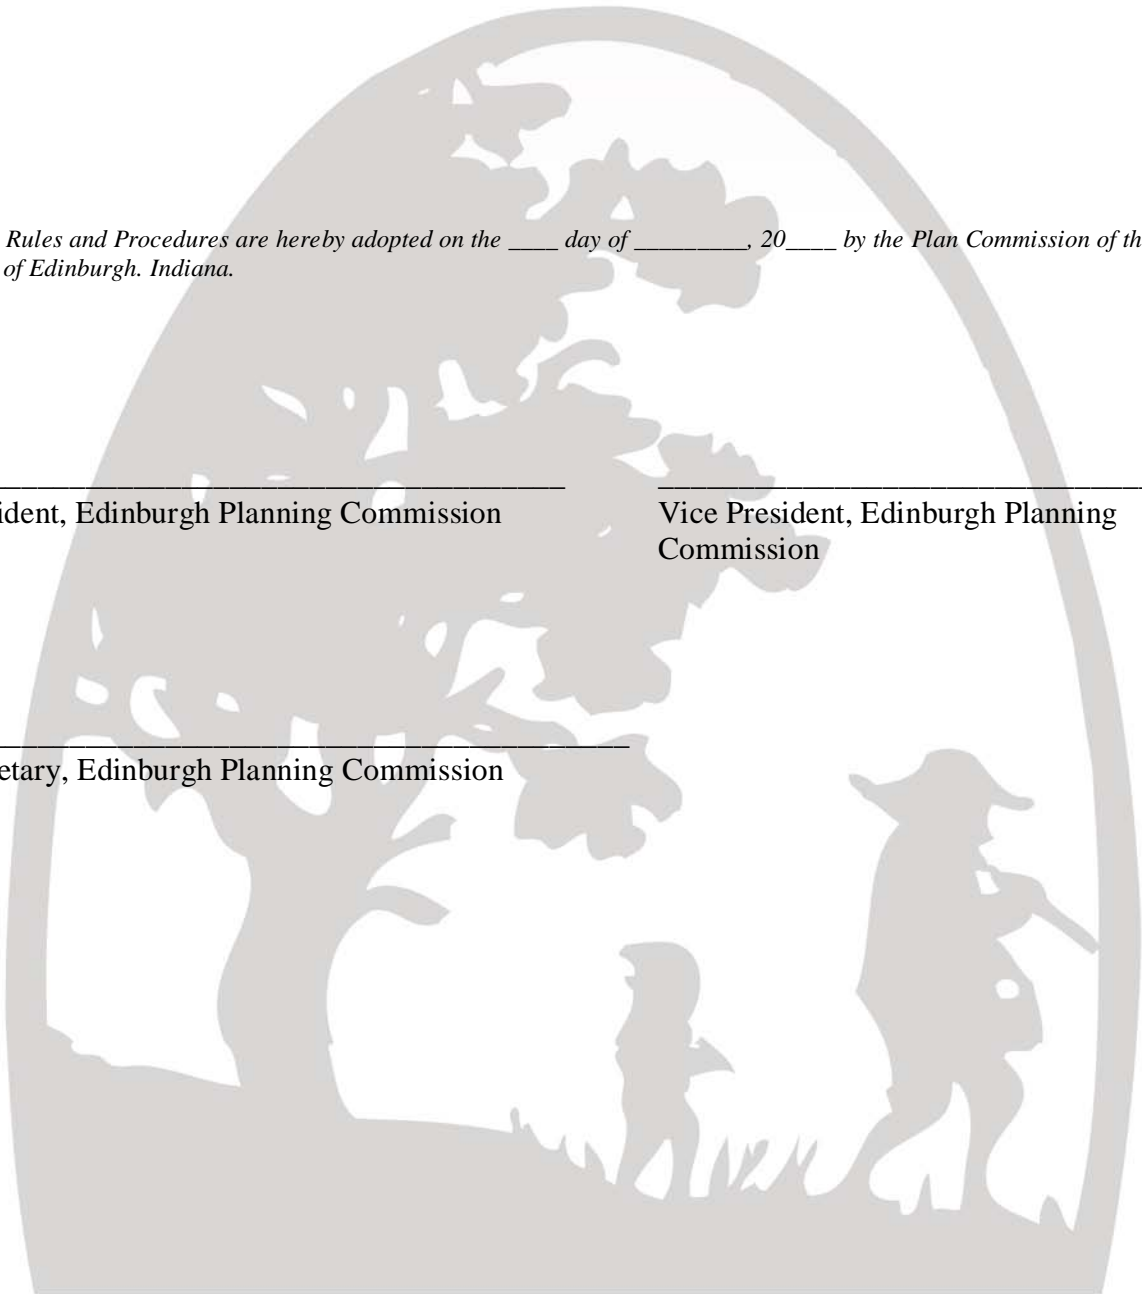 Rules and Procedures are hereby adopted on the ____ day of _________, 20____ by the Plan Commission of th
of Edinburgh. Indiana.
ident, Edinburgh Planning Commission
Vice President, Edinburgh Planning
Commission
etary, Edinburgh Planning Commission